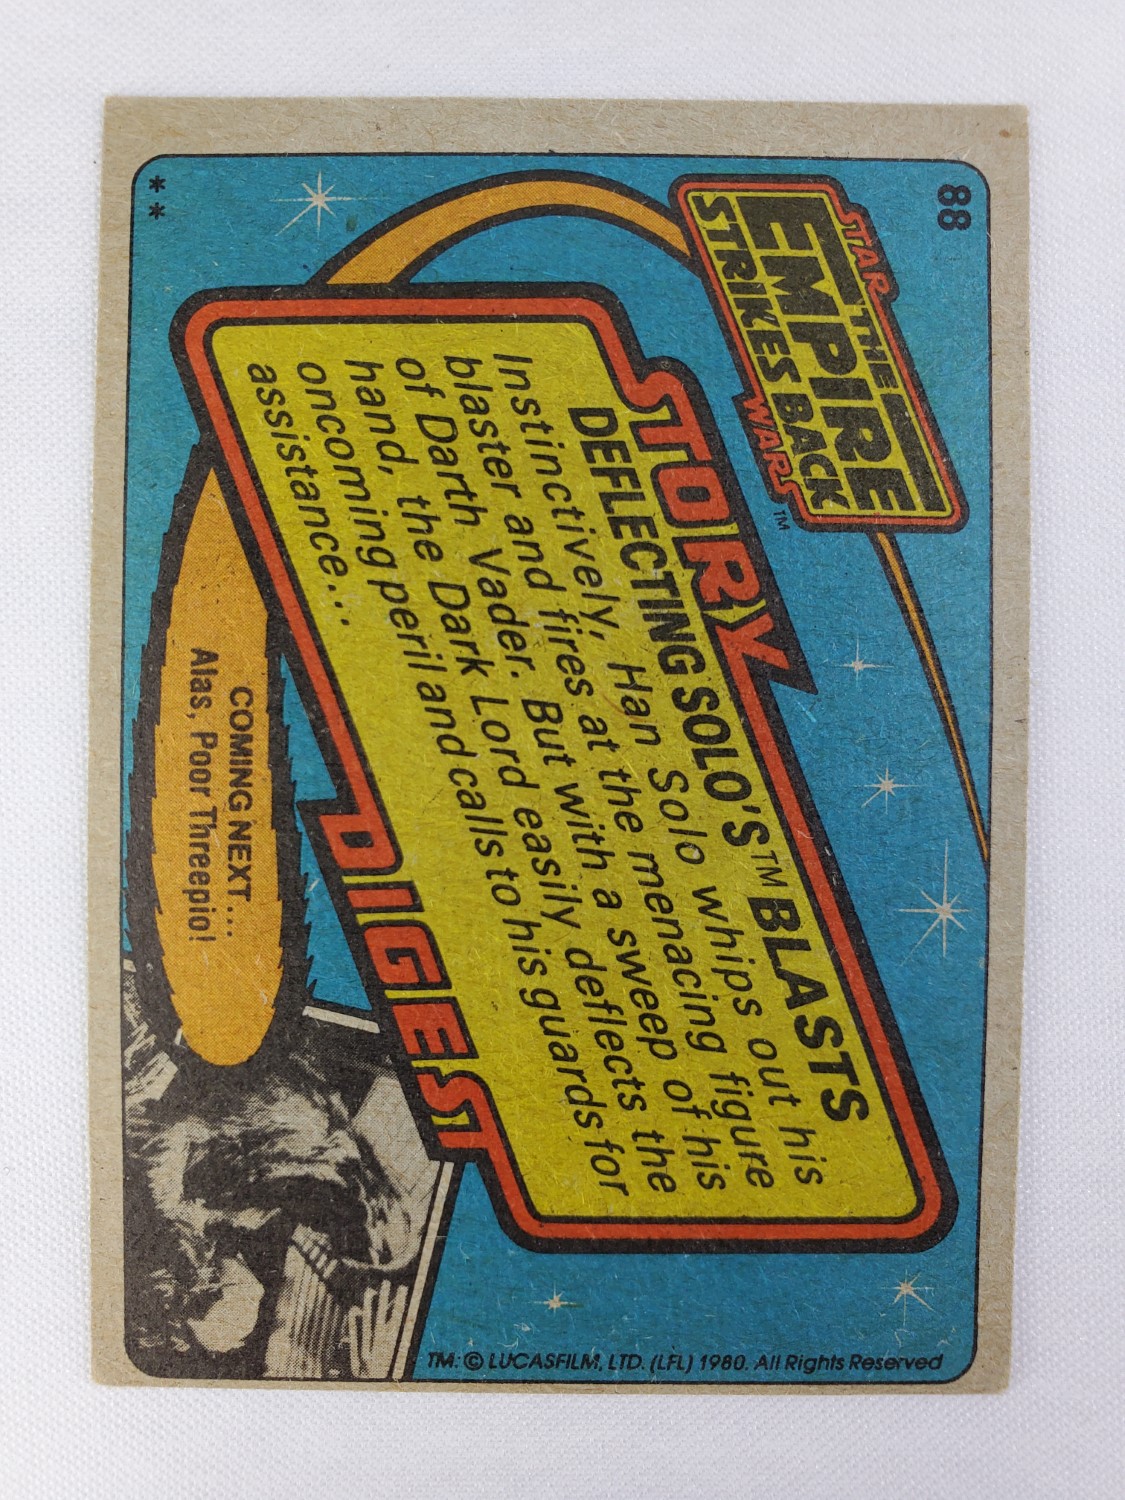 88
STAR
THE
EMPIRE
STRIKES BACK
WARS™
STORY
DEFLECTING SOLO'S™ BLASTS
Instinctively, Han Solo whips out his
blaster and fires at the menacing figure
of Darth Vader. But with a sweep of his
hand, the Dark Lord easily deflects the
oncoming peril and calls to his guards for
assistance...
DIGEST
COMING NEXT...
Alas, Poor Threepio!
**
TM: © LUCASFILM, LTD. (LFL) 1980. All Rights Reserved